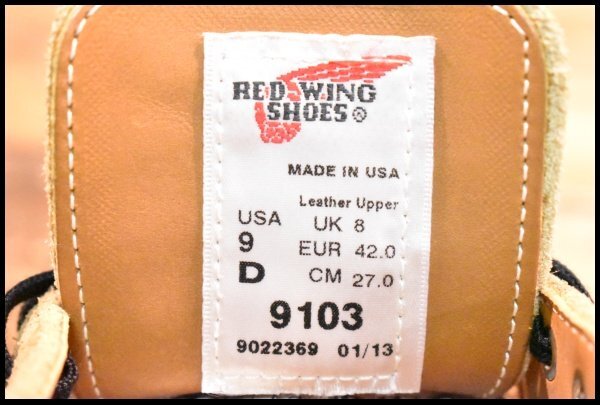 RED WING
SHOES®
MADE IN USA
Leather Upper
USA
9
D
UK 8
EUR 42.0
CM 27.0
9103
9022369 01/13